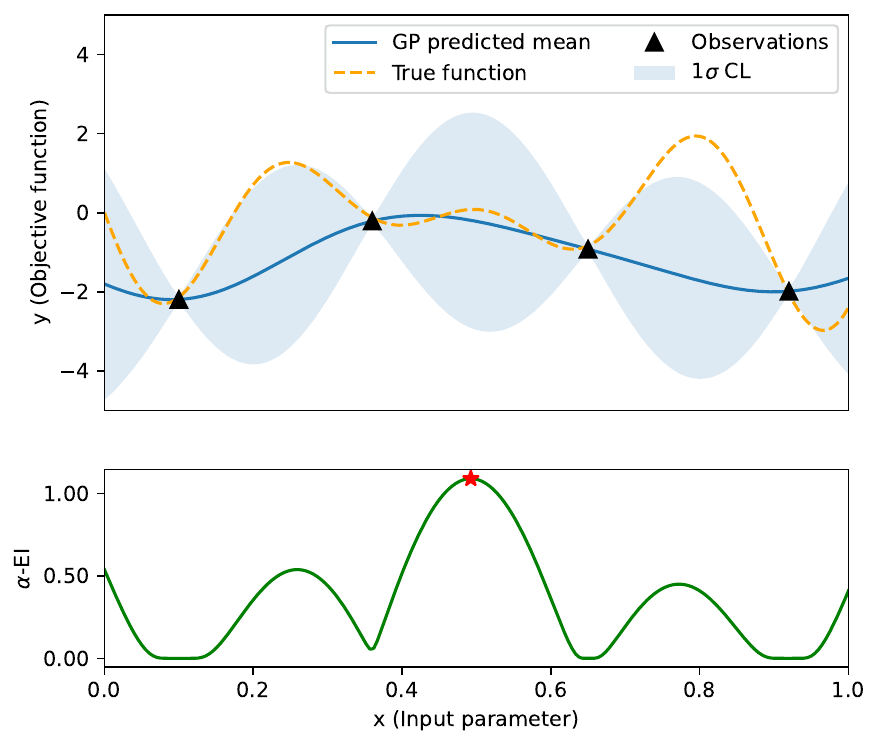 GP predicted mean
True function
Observations
1σ CL
y (Objective function)
4
2
0
−2
−4
α-EI
1.00
0.50
0.00
0.0 0.2 0.4 0.6 0.8 1.0
x (Input parameter)